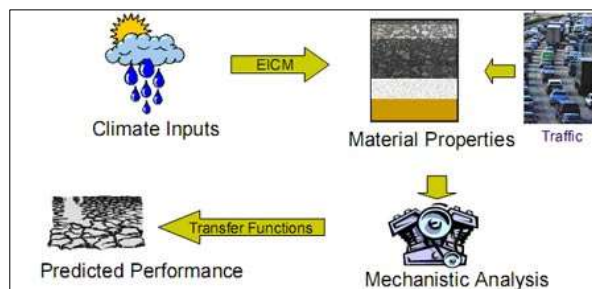 EICM
Climate Inputs
Material Properties
Traffic
Transfer Functions
Predicted Performance
Mechanistic Analysis